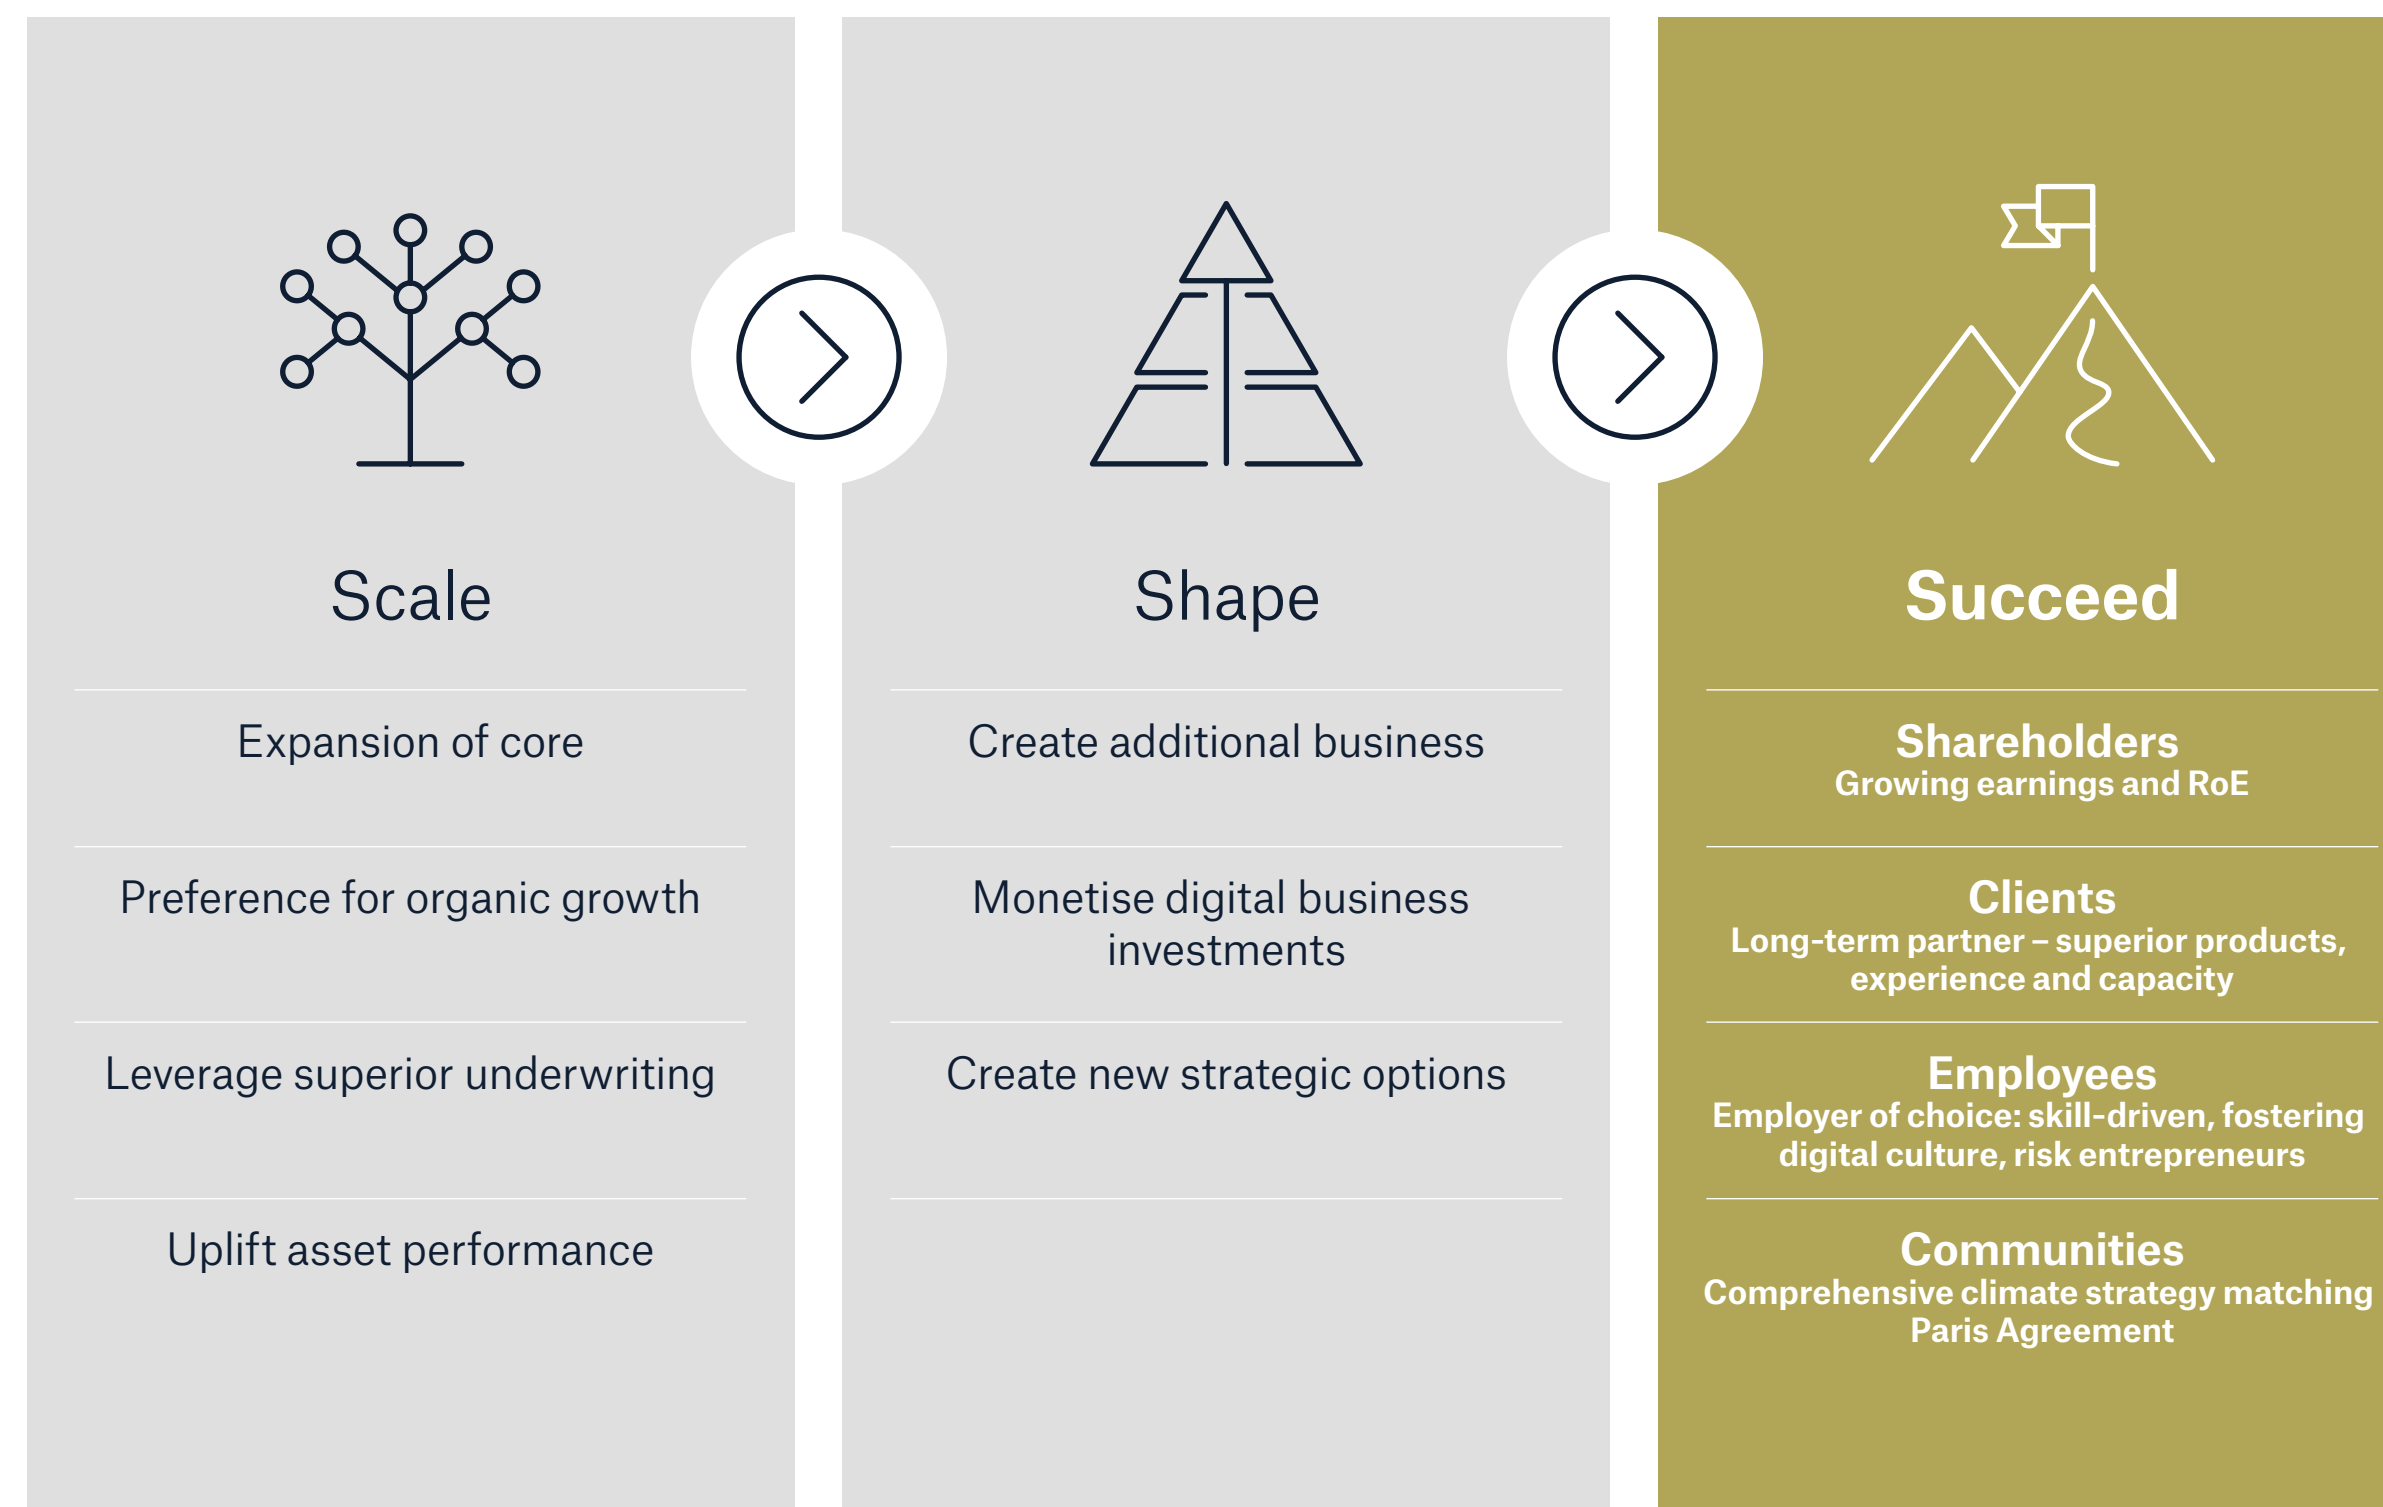 Scale
Expansion of core
Preference for organic growth
Leverage superior underwriting
Uplift asset performance
Shape
Create additional business
Monetise digital business
investments
Create new strategic options
Succeed
Shareholders
Growing earnings and RoE
Clients
Long-term partner – superior products,
experience and capacity
Employees
Employer of choice: skill-driven, fostering
digital culture, risk entrepreneurs
Communities
Comprehensive climate strategy matching
Paris Agreement